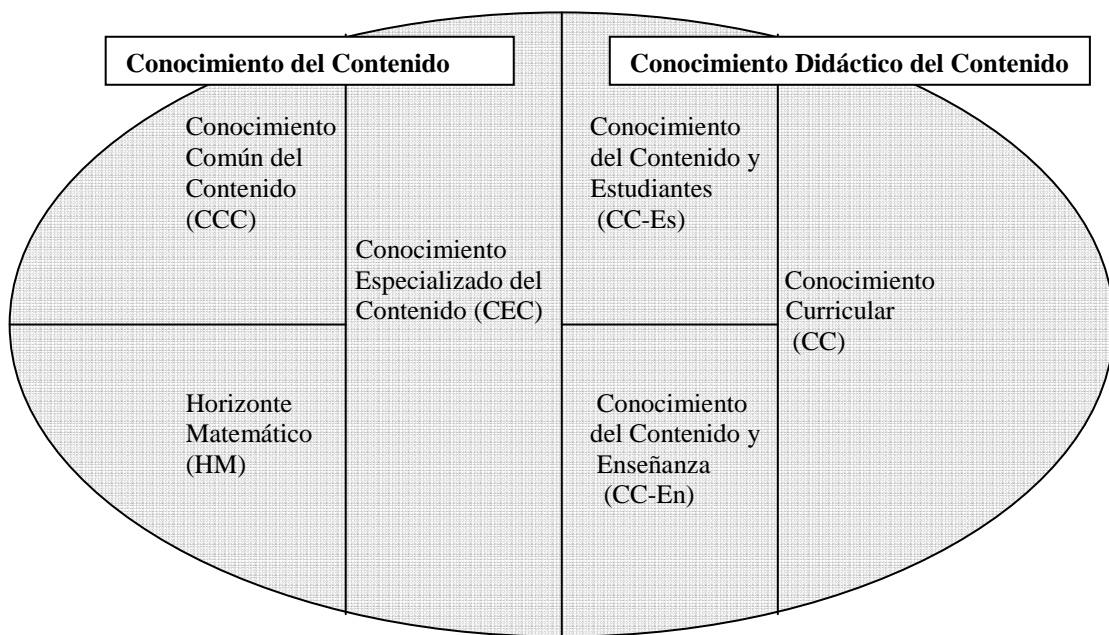 Conocimiento del Contenido
Conocimiento Didáctico del Contenido
Conocimiento
Común del
Contenido
(CCC)
Horizonte
Matemático
(HM)
Conocimiento
Especializado del
Contenido (CEC)
Conocimiento
del Contenido y
Estudiantes
(CC-Es)
Conocimiento
del Contenido y
Enseñanza
(CC-En)
Conocimiento
Curricular
(CC)